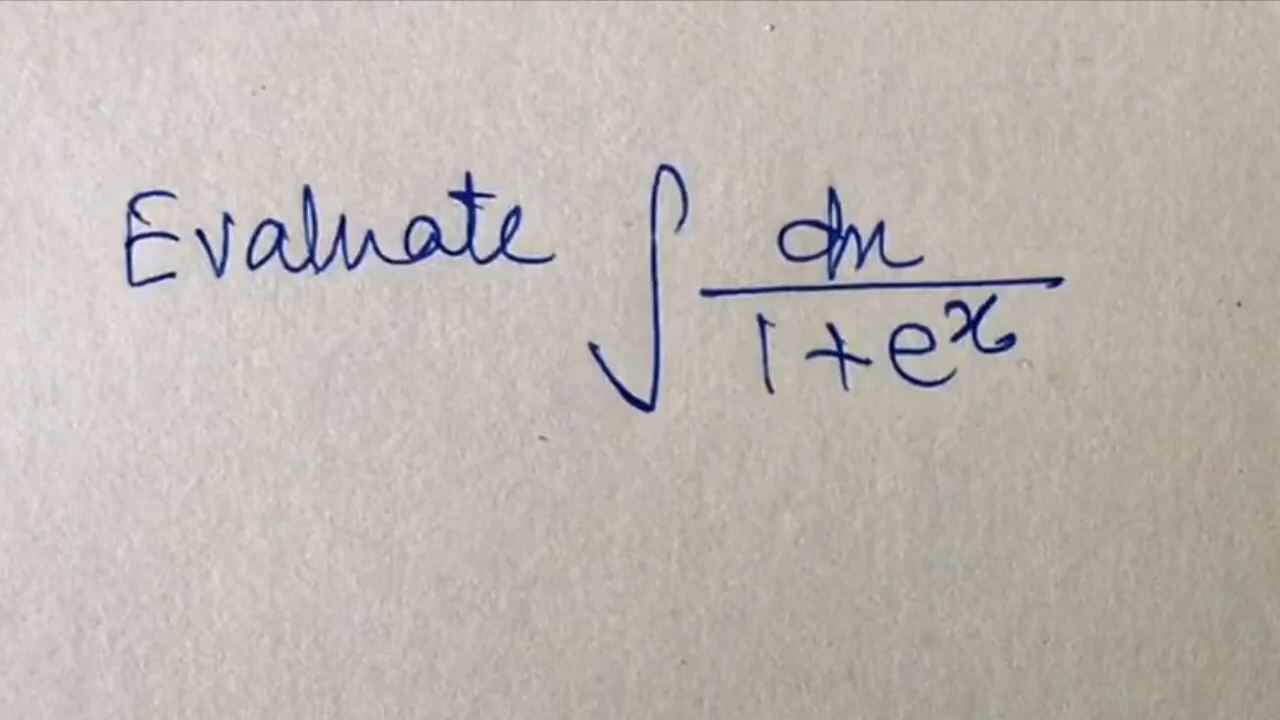 Evaluate ∫ dx / (1 + e^x)